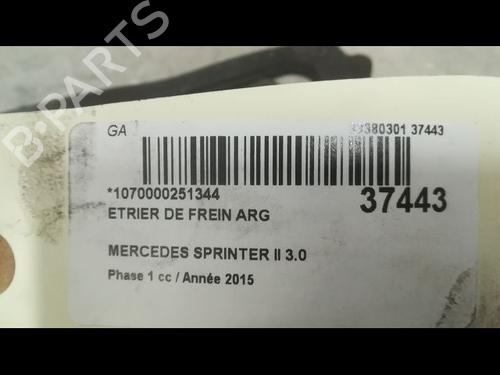 GA
380301 37443
*1070000251344
37443
ETRIER DE FREIN ARG
MERCEDES SPRINTER II 3.0
Phase 1 cc / Année 2015
B-PARTS